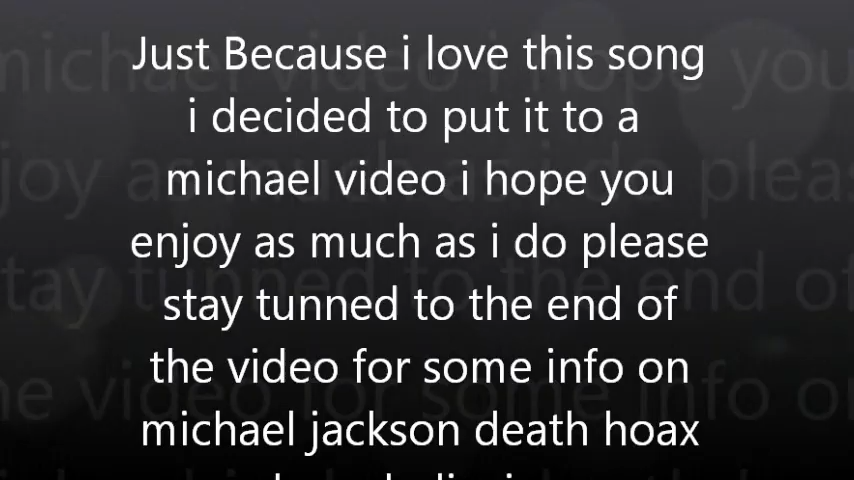 Just Because i love this song
i decided to put it to a
michael video i hope you
enjoy as much as i do please
stay tunned to the end of
the video for some info on
michael jackson death hoax